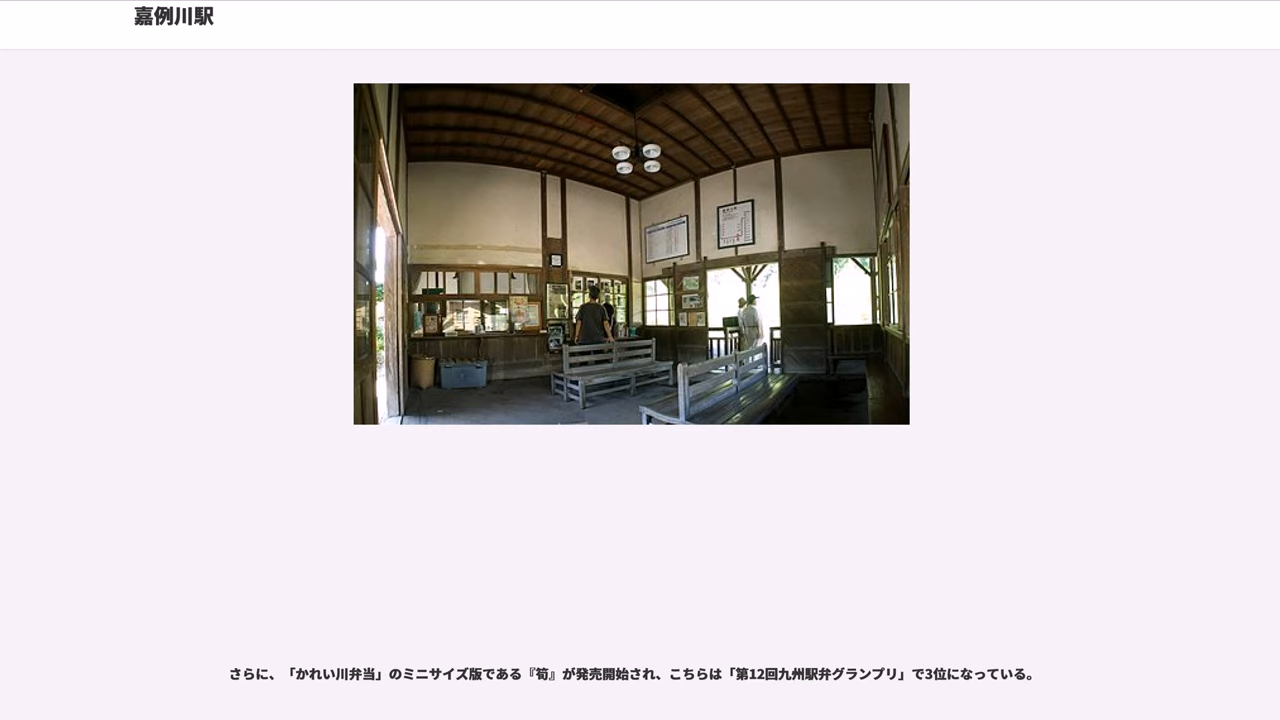 嘉例川駅
さらに、「かれい川弁当」のミニサイズ版である『筍』が発売開始され、こちらは「第12回九州駅弁グランプリ」で3位になっている。